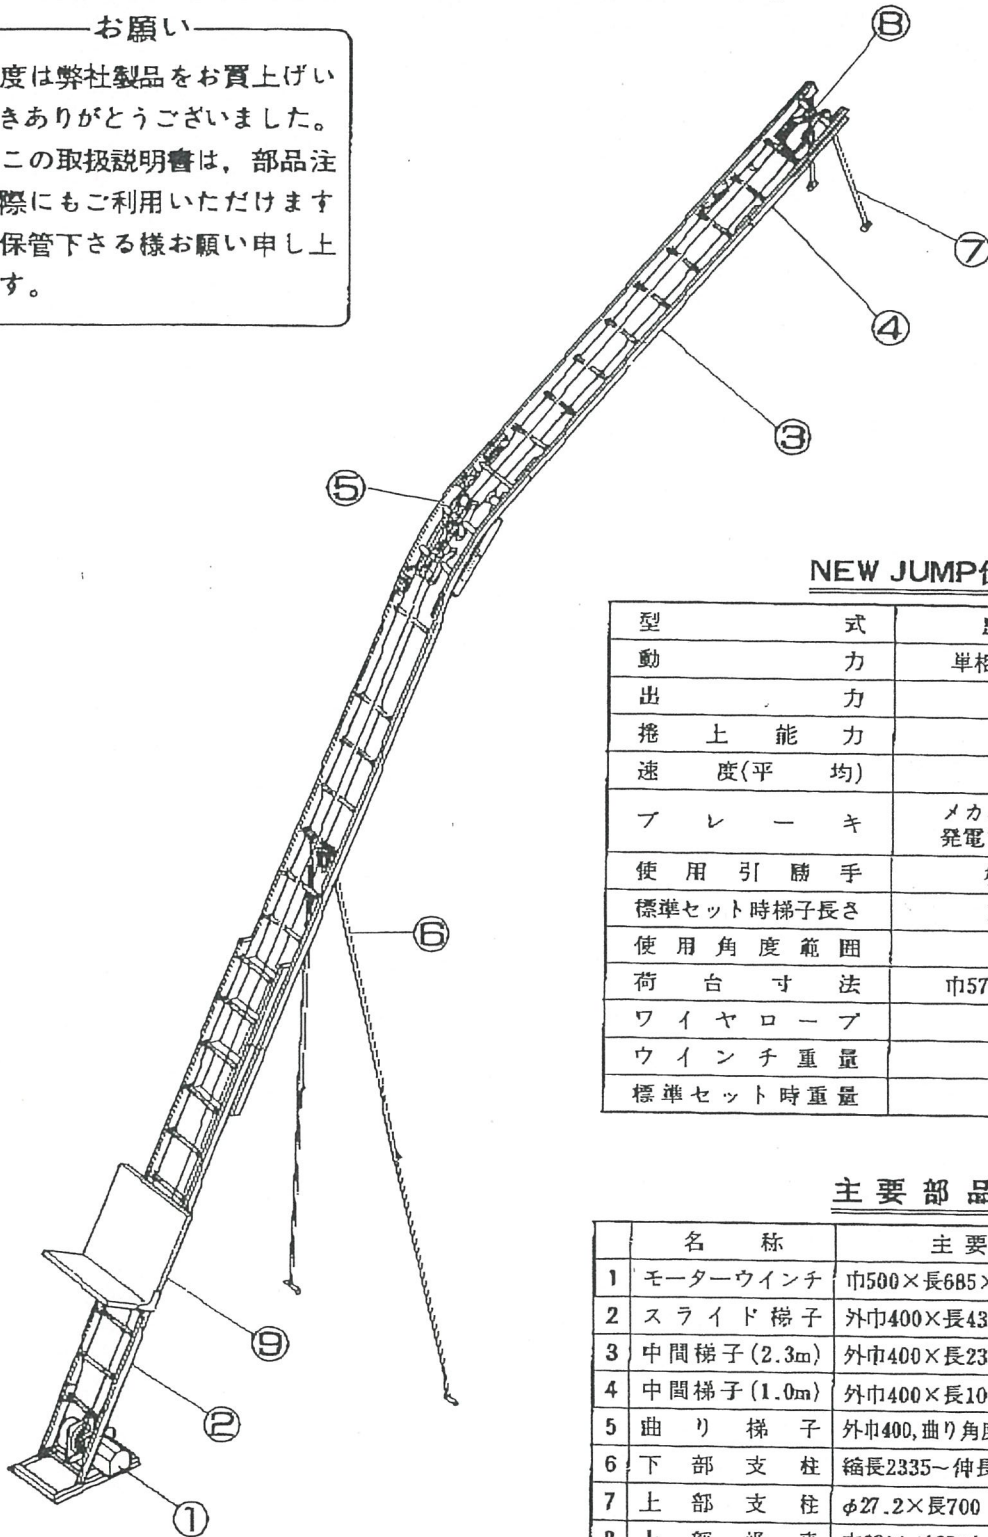 お願い
度は弊社製品をお買上げい
きありがとうございました。
この取扱説明書は，部品注
際にもご利用いただけます
保管下さる様お願い申し上
す。
⑧
⑦
④
③
⑤
⑥
⑨
②
①
NEW JUMP
型式
動力 単相
出力
捲上能力
速度(平均)
ブレーキ メカ
発電
使用引勝手
標準セット時梯子長さ
使用角度範囲
荷台寸法 巾57
ワイヤロープ
ウインチ重量
標準セット時重量
主要部品
名称 主要
1 モーターウインチ 巾500×長685×
2 スライド梯子 外巾400×長43
3 中間梯子(2.3m) 外巾400×長23
4 中間梯子(1.0m) 外巾400×長10
5 曲り梯子 外巾400,曲り角度
6 下部支柱 縮長2335～伸長
7 上部支柱 φ27.2×長700